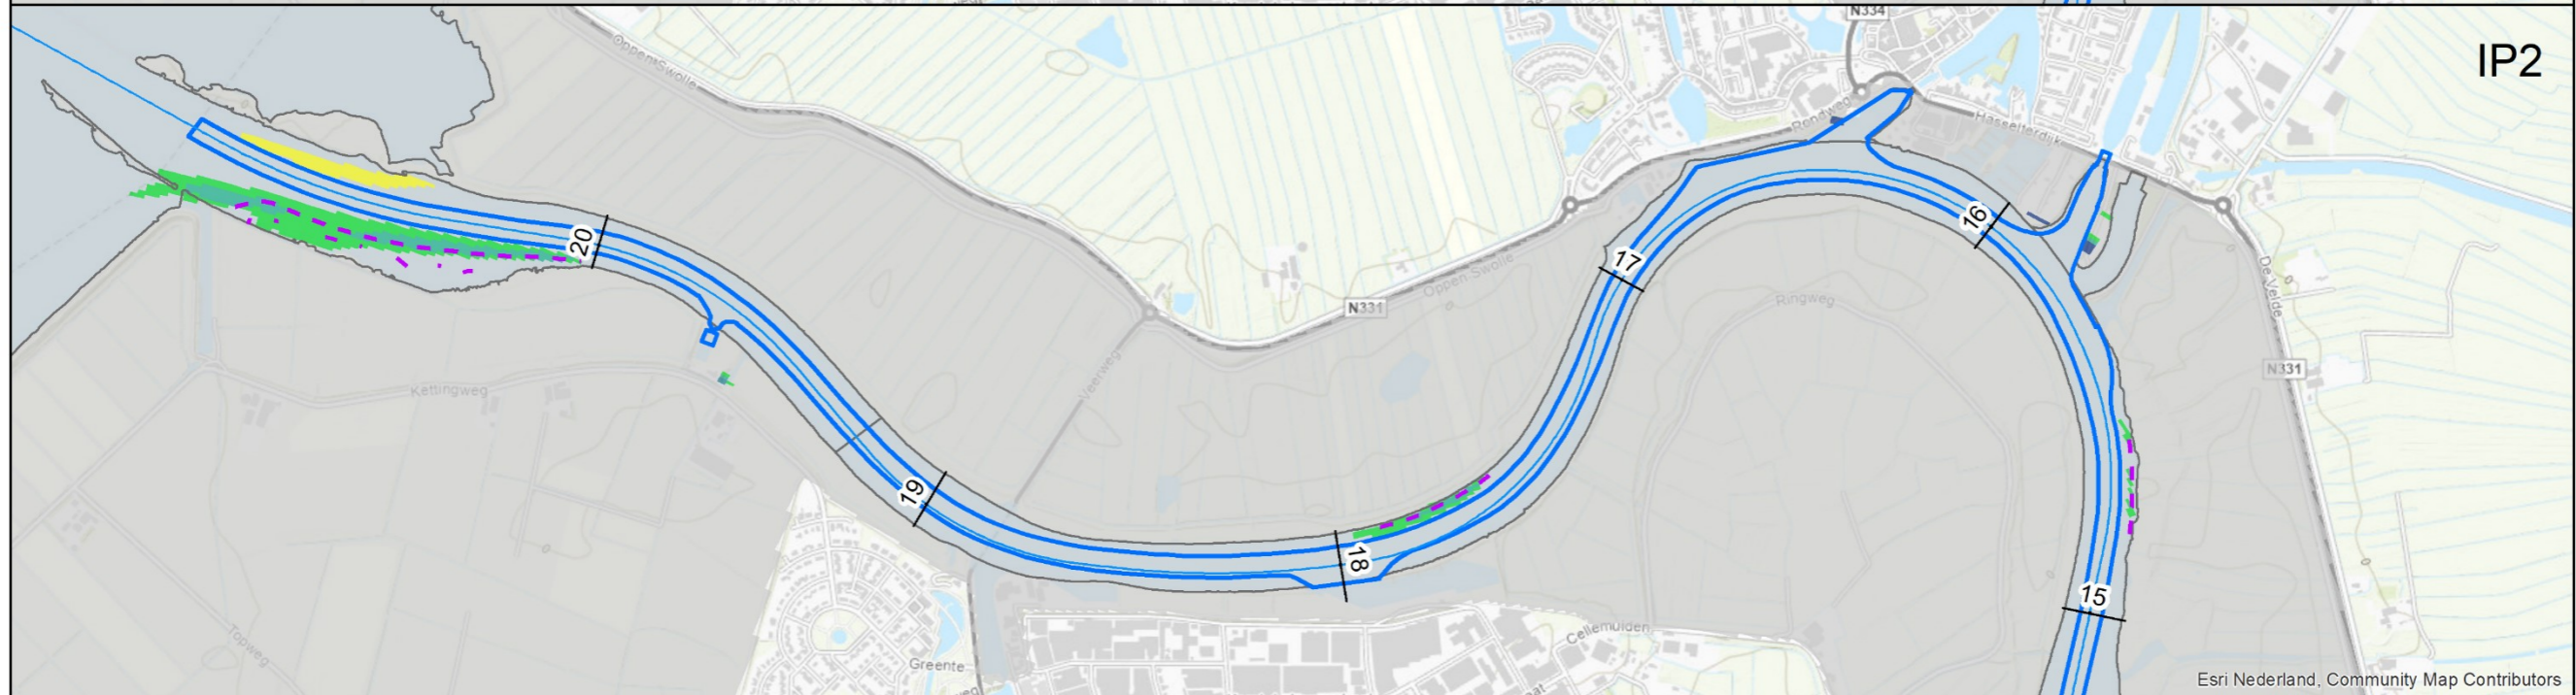 N334
IP2
Oppen Swolle
Rondweg
Hasselterdijk
16
20
17
De Velde
Oppen Swolle
Ringweg
N331
Veerweg
N331
Kettingweg
19
18
15
Cellemuiden
Topweg
Greente
Esri Nederland, Community Map Contributors